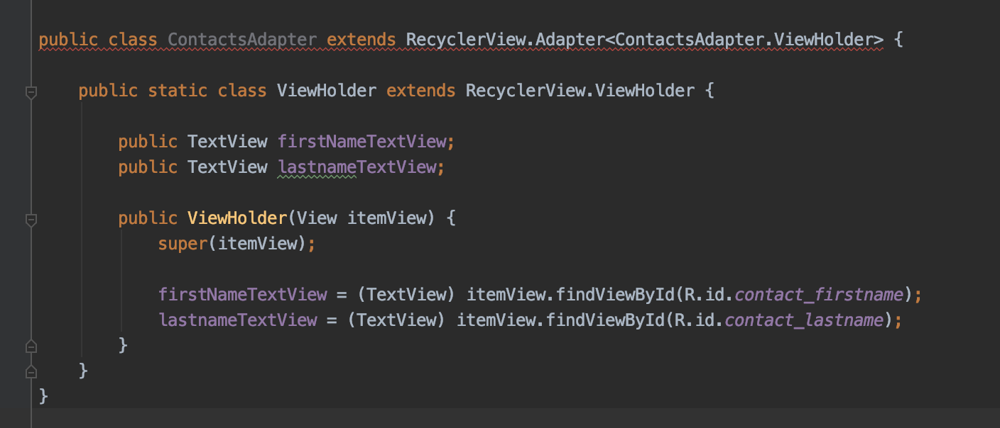 public class ContactsAdapter extends RecyclerView.Adapter<ContactsAdapter.ViewHolder> {
public static class ViewHolder extends RecyclerView.ViewHolder {
public TextView firstNameTextView;
public TextView lastnameTextView;
public ViewHolder(View itemView) {
super(itemView);
firstNameTextView = (TextView) itemView.findViewById(R.id.contact_firstname);
lastnameTextView = (TextView) itemView.findViewById(R.id.contact_lastname);
}
}
}